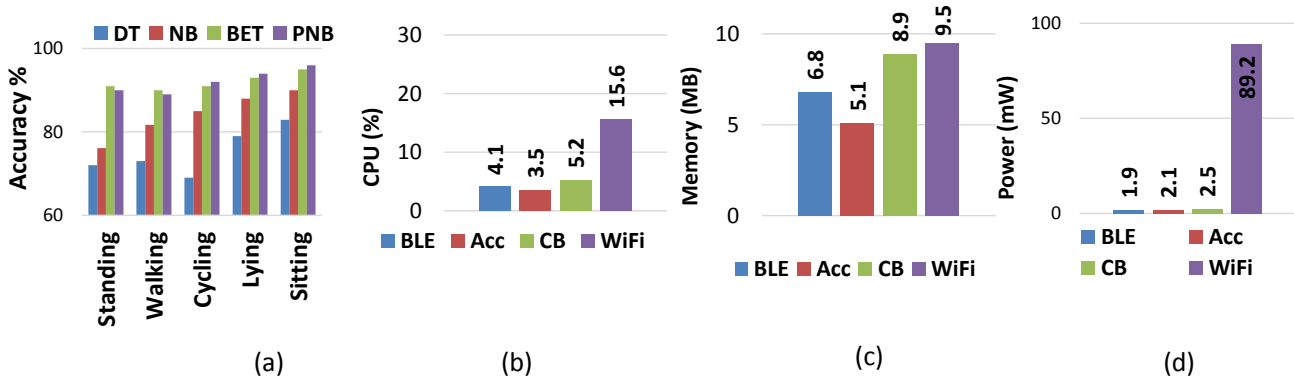 DT NB BET PNB
Accuracy %
100
80
60
Standing
Walking
Cycling
Lying
Sitting
(a)
CPU (%)
30
20
10
0
4.1
3.5
5.2
15.6
BLE Acc CB WiFi
(b)
Memory (MB)
10
5
0
6.8
5.1
8.9
9.5
BLE Acc CB WiFi
(c)
Power (mW)
100
50
0
1.9
2.1
2.5
89.2
BLE Acc
CB WiFi
(d)